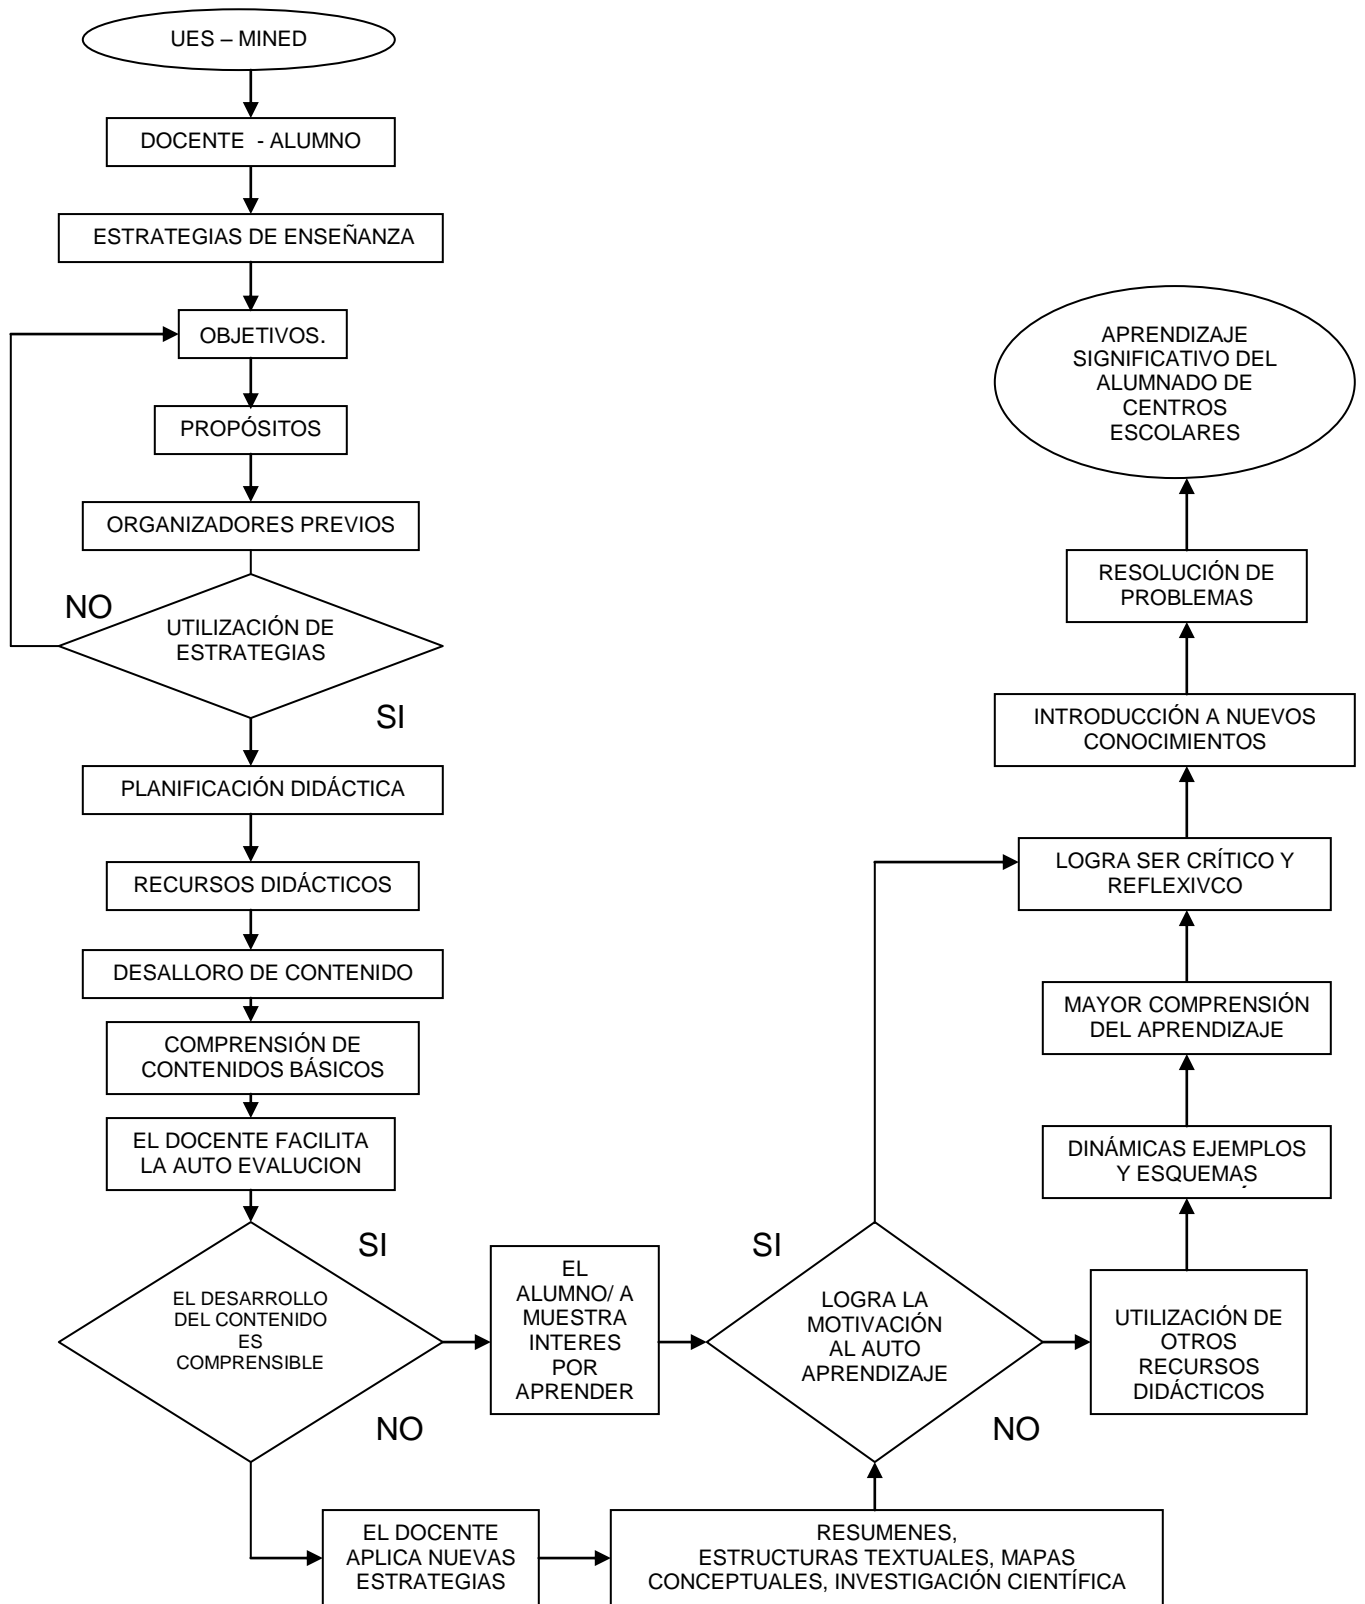 UES – MINED
DOCENTE - ALUMNO
ESTRATEGIAS DE ENSEÑANZA
OBJETIVOS.
PROPÓSITOS
ORGANIZADORES PREVIOS
NO
UTILIZACIÓN DE
ESTRATEGIAS
SI
PLANIFICACIÓN DIDÁCTICA
RECURSOS DIDÁCTICOS
DESALLORO DE CONTENIDO
COMPRENSIÓN DE
CONTENIDOS BÁSICOS
EL DOCENTE FACILITA
LA AUTO EVALUCION
EL DESARROLLO
DEL CONTENIDO
ES
COMPRENSIBLE
SI
NO
EL
ALUMNO/ A
MUESTRA
INTERES
POR
APRENDER
EL DOCENTE
APLICA NUEVAS
ESTRATEGIAS
RESUMENES,
ESTRUCTURAS TEXTUALES, MAPAS
CONCEPTUALES, INVESTIGACIÓN CIENTÍFICA
SI
LOGRA LA
MOTIVACIÓN
AL AUTO
APRENDIZAJE
NO
UTILIZACIÓN DE
OTROS
RECURSOS
DIDÁCTICOS
DINÁMICAS EJEMPLOS
Y ESQUEMAS
MAYOR COMPRENSIÓN
DEL APRENDIZAJE
LOGRA SER CRÍTICO Y
REFLEXIVCO
INTRODUCCIÓN A NUEVOS
CONOCIMIENTOS
RESOLUCIÓN DE
PROBLEMAS
APRENDIZAJE
SIGNIFICATIVO DEL
ALUMNADO DE
CENTROS
ESCOLARES